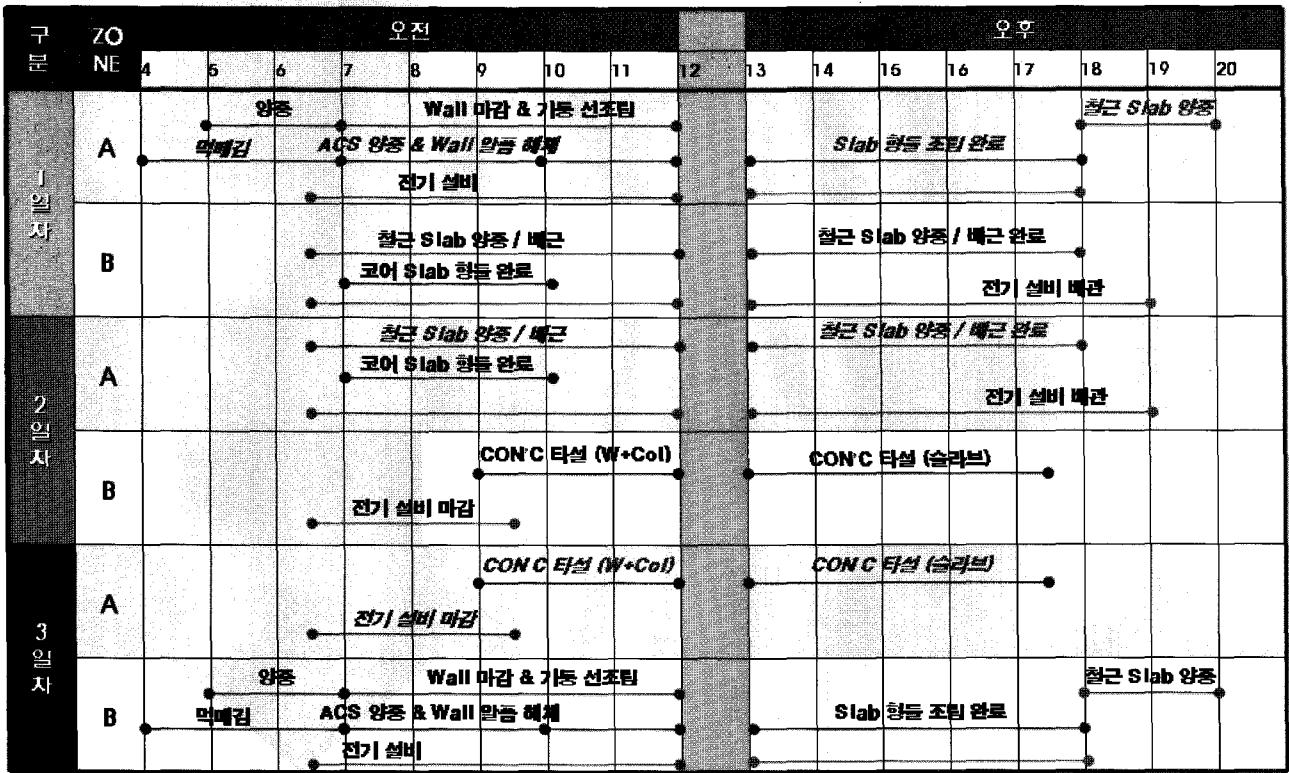 구분 ZONE 오전 오후
4 5 6 7 8 9 10 11 12 13 14 15 16 17 18 19 20
1일자
A
양중 Wall 마감 & 기둥 선조립 철근 Slab 양중
먹매김 ACS 양중 & Wall 알폼 해체 Slab 형틀 조립 완료
전기 설비
B
철근 Slab 양중 / 배근 철근 Slab 양중 / 배근 완료
코어 Slab 형틀 완료
전기 설비 배관
2일자
A
철근 Slab 양중 / 배근 철근 Slab 양중 / 배근 완료
코어 Slab 형틀 완료
전기 설비 배관
B
CON'C 타설 (W+Col) CON'C 타설 (슬라브)
전기 설비 마감
3일자
A
CON'C 타설 (W+Col) CON'C 타설 (슬라브)
전기 설비 마감
B
양중 Wall 마감 & 기둥 선조립 철근 Slab 양중
먹매김 ACS 양중 & Wall 알폼 해체 Slab 형틀 조립 완료
전기 설비